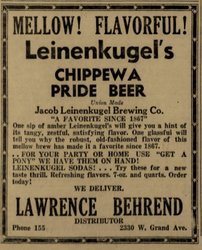 MELLOW! FLAVORFUL!
Leinenkugel's
CHIPPEWA
PRIDE BEER
Union Made
Jacob Leinenkugel Brewing Co.
"A FAVORITE SINCE 1867"
One sip of amber Leinenkugel's will give you a hint of
its tangy, zestful, satisfying flavor. One glassful will
tell you why the robust, old-fashioned flavor of this
mellow brew has made it a favorite since 1867.
..FOR YOUR PARTY OR HOME USE "GET A
PONY" WE HAVE THEM ON HAND!
LEINENKUGEL SODAS! . . . Try these for a new
taste thrill. Refreshing flavors. 7-oz. and quarts. Order
today!
WE DELIVER.
LAWRENCE BEHREND
DISTRIBUTOR
Phone 155 2330 W. Grand Ave.